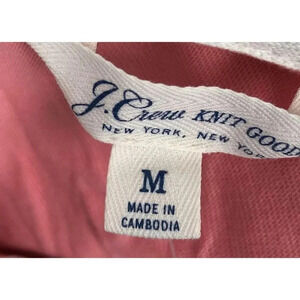 J.Crew KNIT GOOD
NEW YORK, NEW YOR
M
MADE IN
CAMBODIA